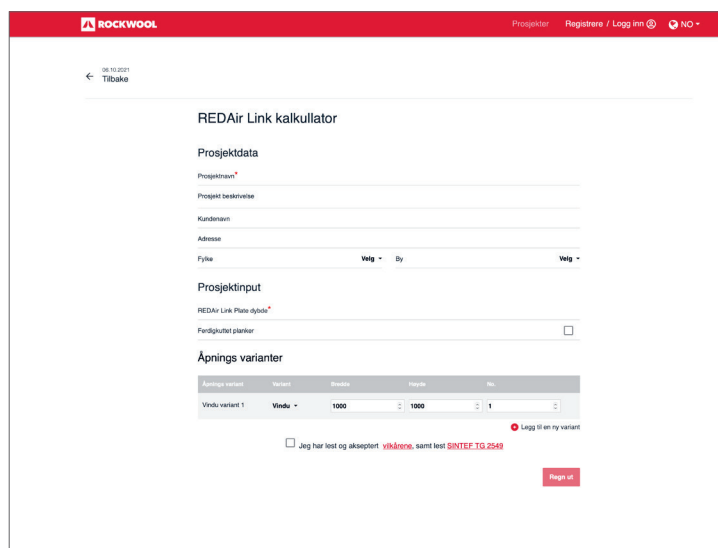 ROCKWOOL
Prosjekter Registrere / Logg inn NO
06.10.2021
Tilbake
REDAir Link kalkullator
Prosjektdata
Prosjektnavn*
Prosjekt beskrivelse
Kundenavn
Adresse
Fylke Velg By Velg
Prosjektinput
REDAir Link Plate dybde*
Ferdigkuttet planker
Åpnings varianter
Åpnings variant Variant Bredde Høyde No.
Vindu variant 1 Vindu 1000 1000 1
Legg til en ny variant
Jeg har lest og akseptert vilkårene, samt lest SINTEF TG 2549
Regn ut